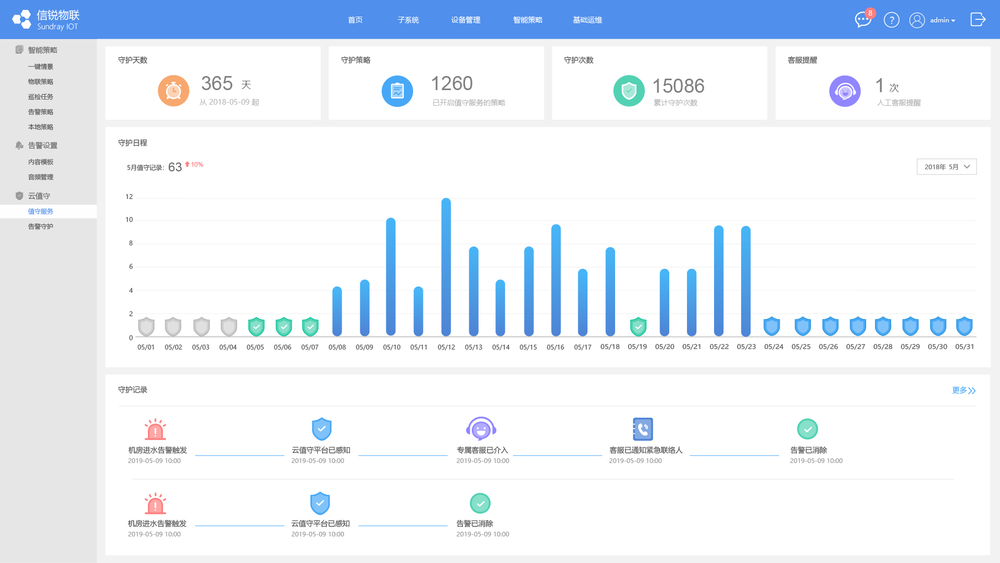 信锐物联
Sundray IOT
首页
子系统
设备管理
智能策略
基础运维
8
?
admin
智能策略
一键情景
物联策略
巡检任务
告警策略
本地策略
告警设置
内容模板
音频管理
云值守
值守服务
告警守护
守护天数
365 天
从 2018-05-09 起
守护策略
1260
已开启值守服务的策略
守护次数
15086
累计守护次数
客服提醒
1 次
人工客服提醒
守护日程
5月值守记录: 63 10%
2018年 5月
12
10
8
6
4
2
0
05/01 05/02 05/03 05/04 05/05 05/06 05/07 05/08 05/09 05/10 05/11 05/12 05/13 05/14 05/15 05/16 05/17 05/18 05/19 05/20 05/21 05/22 05/23 05/24 05/25 05/26 05/27 05/28 05/29 05/30 05/31
守护记录
更多
机房进水告警触发
2019-05-09 10:00
云值守平台已感知
2019-05-09 10:00
专属客服已介入
2019-05-09 10:00
客服已通知紧急联络人
2019-05-09 10:00
告警已消除
2019-05-09 10:00
机房进水告警触发
2019-05-09 10:00
云值守平台已感知
2019-05-09 10:00
告警已消除
2019-05-09 10:00